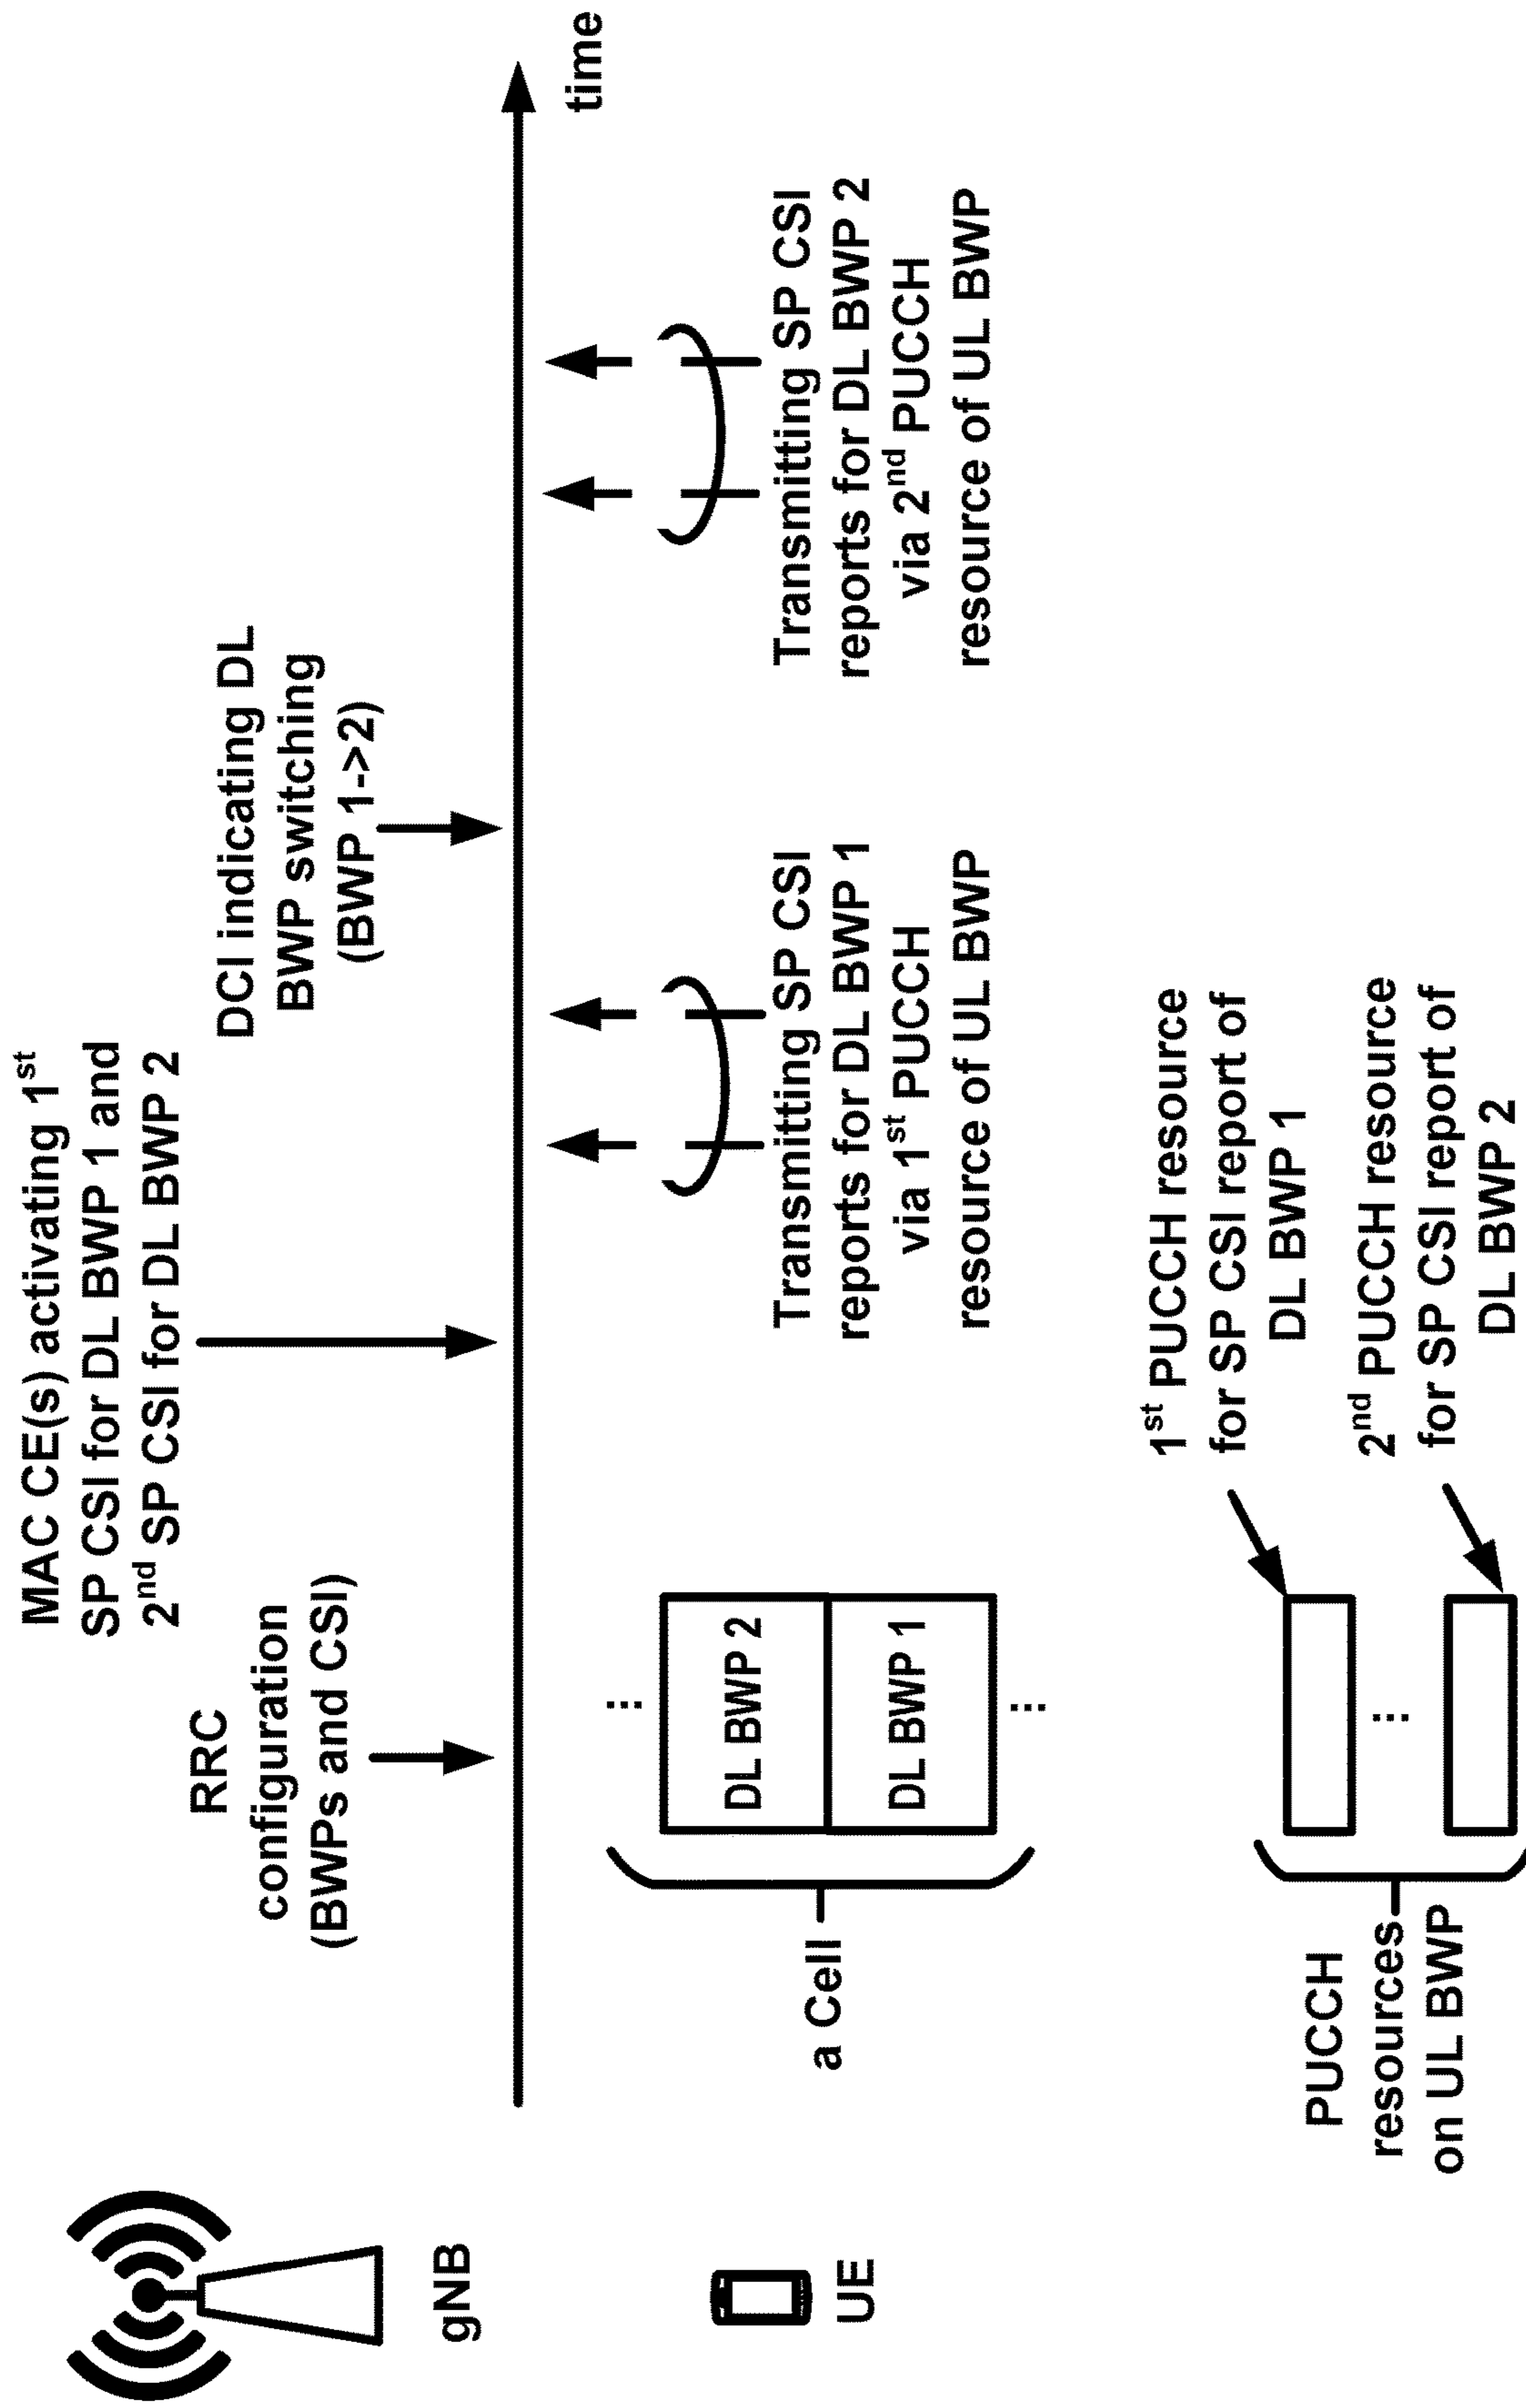 MAC CE(s) activating 1st
SP CSI for DL BWP 1 and
2nd SP CSI for DL BWP 2
RRC
configuration
(BWPs and CSI)
DCI indicating DL
BWP switching
(BWP 1->2)
gNB
time
UE
a Cell
...
DL BWP 2
DL BWP 1
...
Transmitting SP CSI
reports for DL BWP 1
via 1st PUCCH
resource of UL BWP
Transmitting SP CSI
reports for DL BWP 2
via 2nd PUCCH
resource of UL BWP
PUCCH
resources
on UL BWP
...
1st PUCCH resource
for SP CSI report of
DL BWP 1
2nd PUCCH resource
for SP CSI report of
DL BWP 2